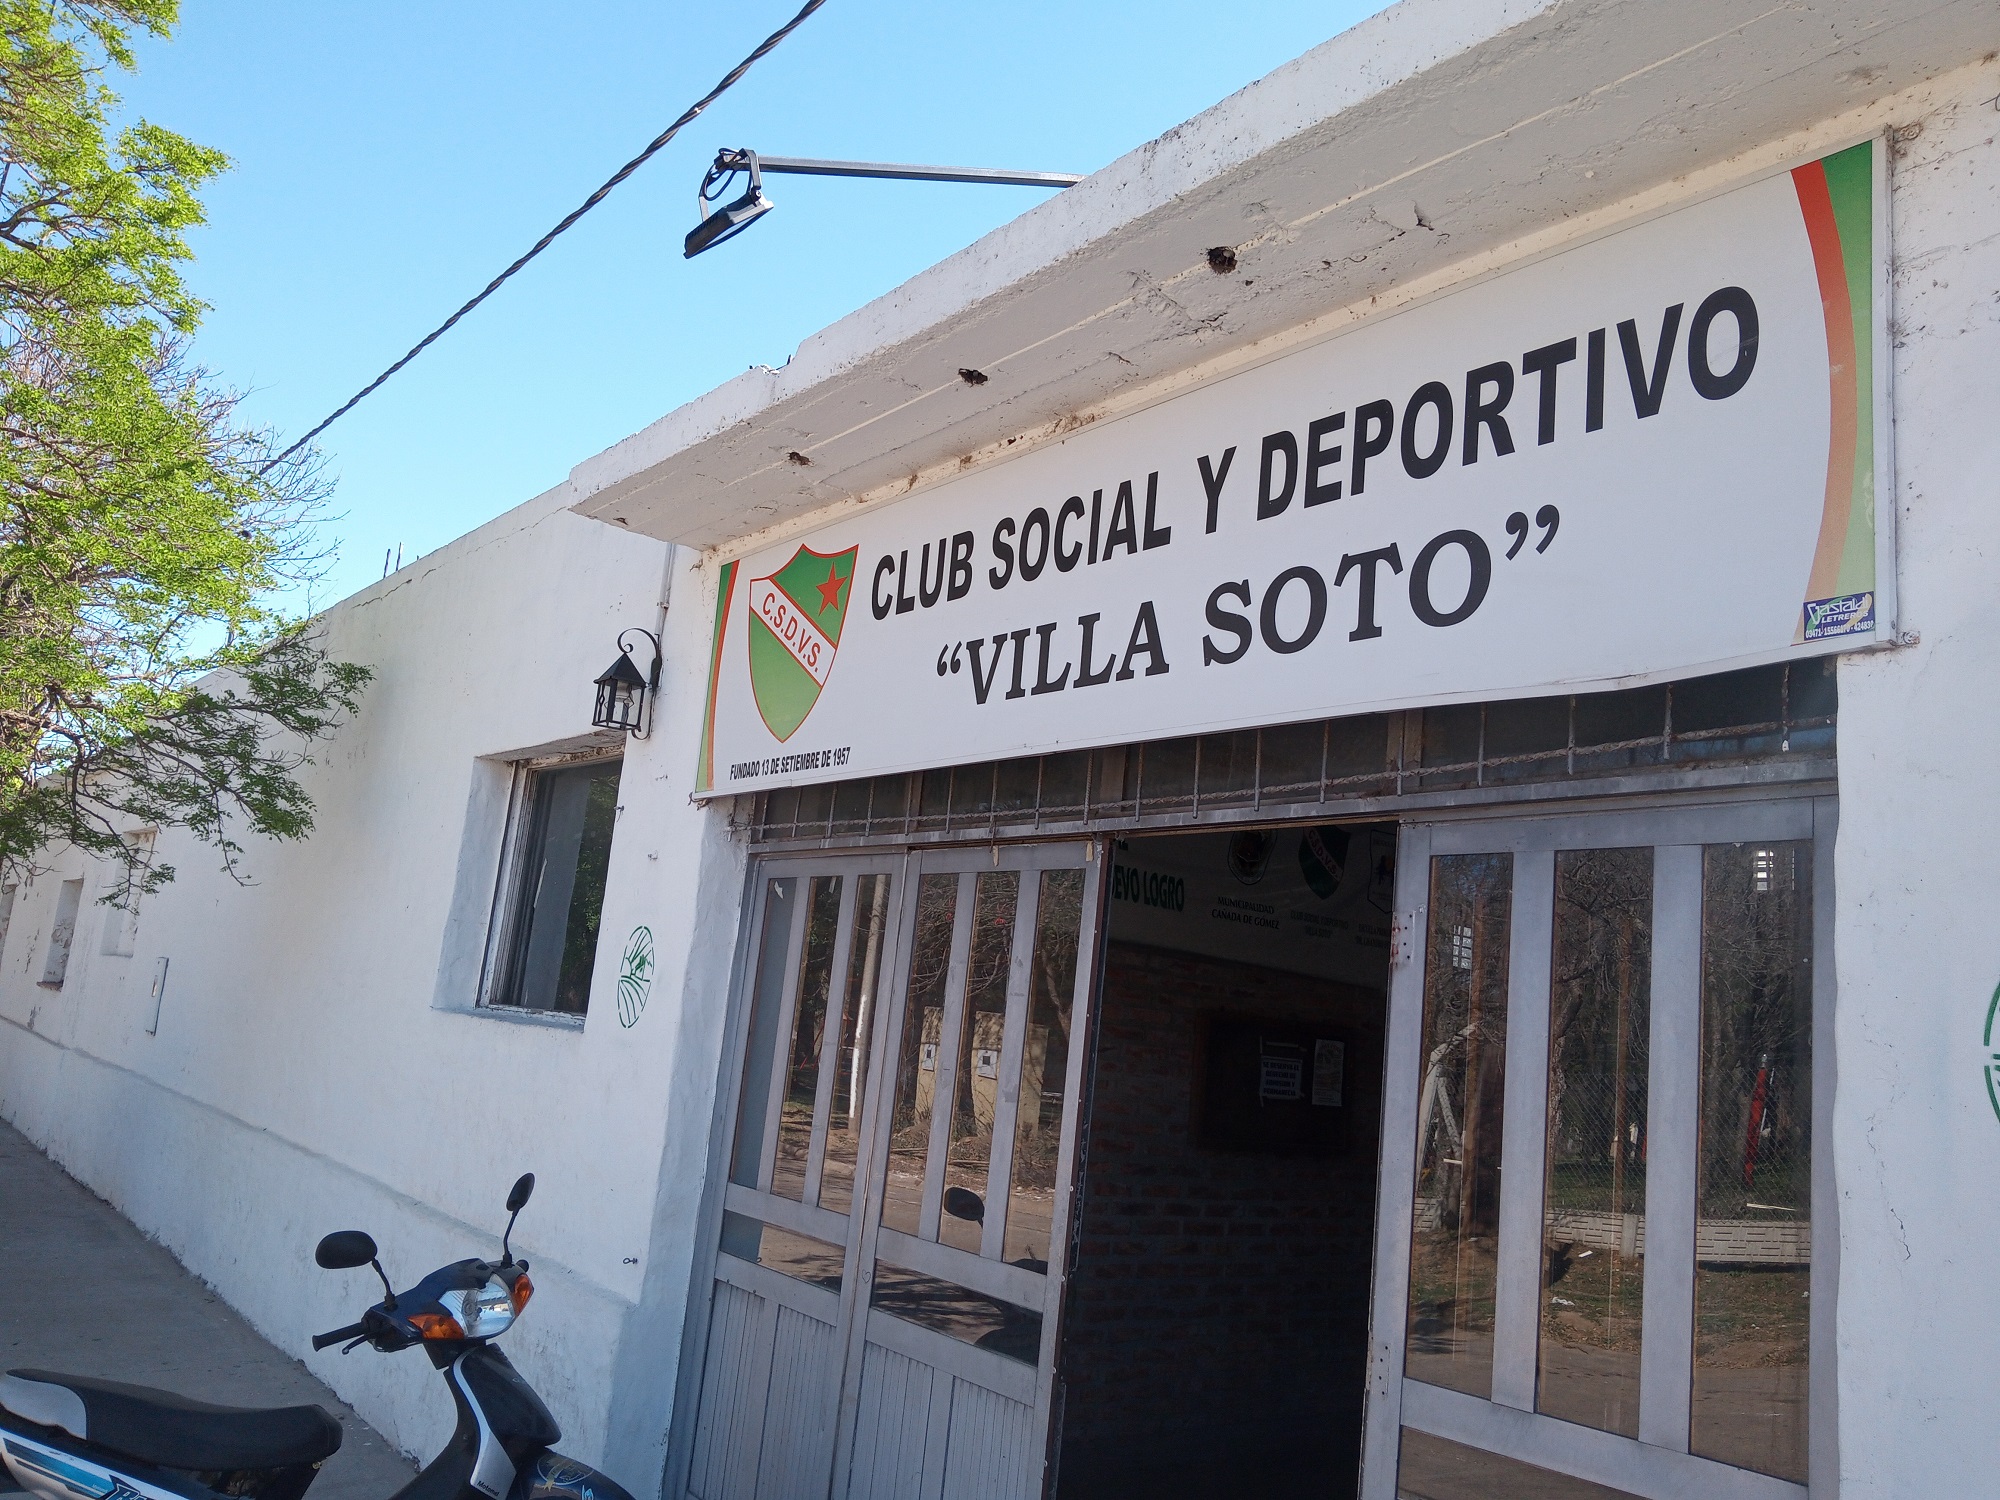 CLUB SOCIAL Y DEPORTIVO
"VILLA SOTO"
C.S.D.V.S.
FUNDADO 13 DE SETIEMBRE DE 1957
LETREROS
EVO LOGRO
MUNICIPALIDAD
CAÑADA DE GOMEZ